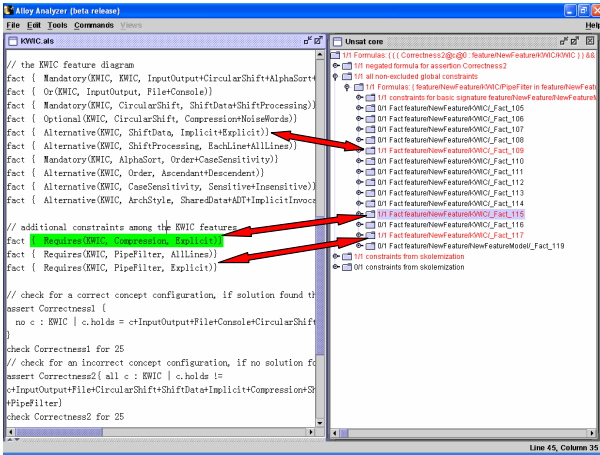 Alloy Analyzer (beta release)
File Edit Tools Commands Views Help
KWIC.als
// the KWIC feature diagram
fact { Mandatory(KWIC, KWIC, InputOutput+CircularShift+AlphaSort+
fact { Or(KWIC, InputOutput, File+Console)}
fact { Mandatory(KWIC, CircularShift, ShiftData+ShiftProcessing)}
fact { Optional(KWIC, CircularShift, Compression+NoiseWords)}
fact { Alternative(KWIC, ShiftData, Implicit+Explicit)}
fact { Alternative(KWIC, ShiftProcessing, EachLine+AllLines)}
fact { Mandatory(KWIC, AlphaSort, Order+CaseSensitivity)}
fact { Alternative(KWIC, Order, Ascendant+Descendent)}
fact { Alternative(KWIC, CaseSensitivity, Sensitive+Insensitive)}
fact { Alternative(KWIC, ArchStyle, SharedData+ADT+ImplicitInvoca
// additional constraints among the KWIC features
fact { Requires(KWIC, Compression, Explicit)}
fact { Requires(KWIC, PipeFilter, AllLines)}
fact { Requires(KWIC, PipeFilter, Explicit)}
// check for a correct concept configuration, if solution found th
assert Correctness1 {
no c : KWIC | c.holds = c+InputOutput+File+Console+CircularShift
}
check Correctness1 for 25
// check for an incorrect concept configuration, if no solution fo
assert Correctness2{ all c : KWIC | c.holds !=
c+InputOutput+File+CircularShift+ShiftData+Implicit+Compression+Sh
+PipeFilter}
check Correctness2 for 25
Unsat core
1/1 Formulas: ( ( ( Correctness2@c@0 : feature/NewFeature/KWIC/KWIC ) ) &&
1/1 negated formula for assertion Correctness2
1/1 all non-excluded global constraints
1/1 Formulas: ( feature/NewFeature/KWIC/PipeFilter in feature/NewFeatu
1/1 constraints for basic signature feature/NewFeature/NewFeature
0/1 Fact feature/NewFeature/KWIC/_Fact_105
0/1 Fact feature/NewFeature/KWIC/_Fact_106
0/1 Fact feature/NewFeature/KWIC/_Fact_107
0/1 Fact feature/NewFeature/KWIC/_Fact_108
1/1 Fact feature/NewFeature/KWIC/_Fact_109
0/1 Fact feature/NewFeature/KWIC/_Fact_110
0/1 Fact feature/NewFeature/KWIC/_Fact_111
0/1 Fact feature/NewFeature/KWIC/_Fact_112
0/1 Fact feature/NewFeature/KWIC/_Fact_113
0/1 Fact feature/NewFeature/KWIC/_Fact_114
1/1 Fact feature/NewFeature/KWIC/_Fact_115
0/1 Fact feature/NewFeature/KWIC/_Fact_116
1/1 Fact feature/NewFeature/KWIC/_Fact_117
0/1 Fact feature/NewFeature/NewFeatureModel/_Fact_119
1/1 constraints from skolemization
0/1 constraints from skolemization
Line 45, Column 35